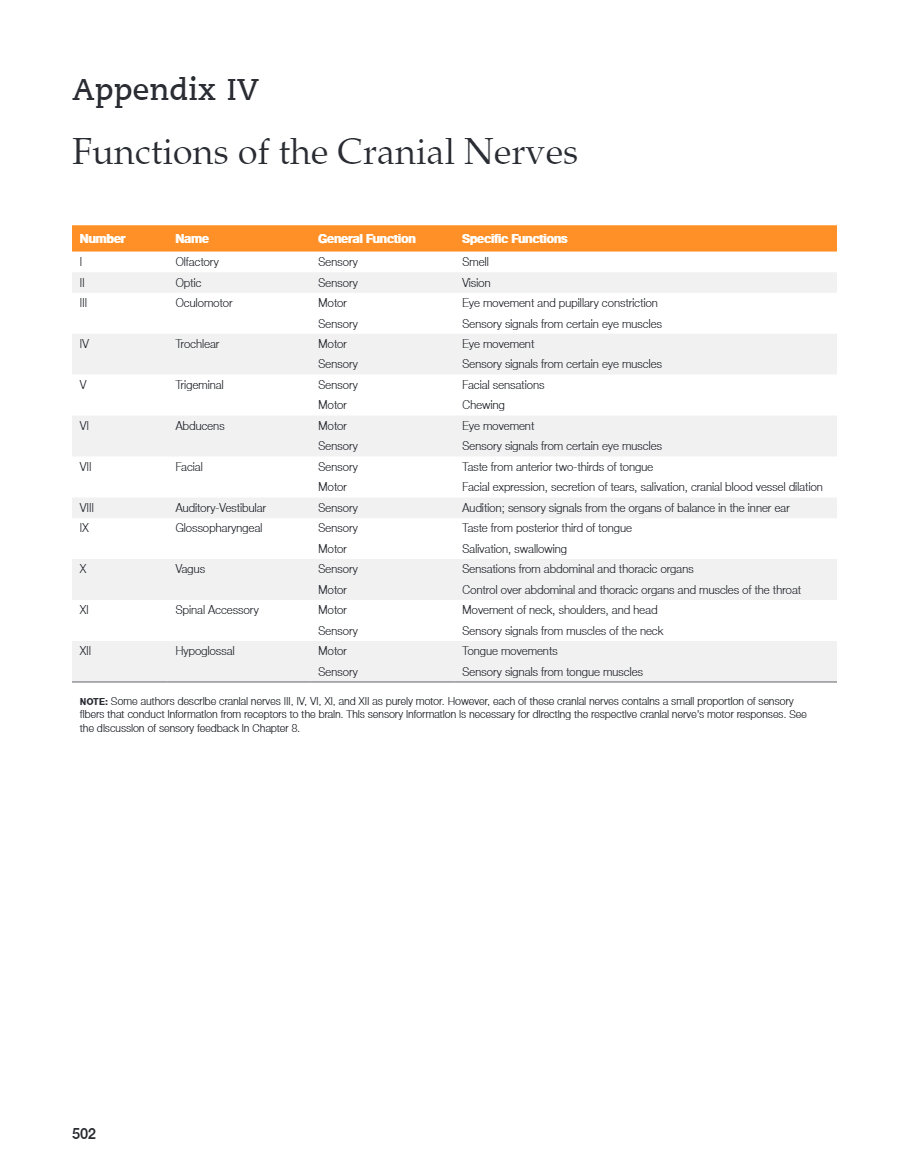 Appendix IV
Functions of the Cranial Nerves
Number Name General Function Specific Functions
I Olfactory Sensory Smell
II Optic Sensory Vision
III Oculomotor Motor Eye movement and pupillary constriction
Sensory Sensory signals from certain eye muscles
IV Trochlear Motor Eye movement
Sensory Sensory signals from certain eye muscles
V Trigeminal Sensory Facial sensations
Motor Chewing
VI Abducens Motor Eye movement
Sensory Sensory signals from certain eye muscles
VII Facial Sensory Taste from anterior two-thirds of tongue
Motor Facial expression, secretion of tears, salivation, cranial blood vessel dilation
VIII Auditory-Vestibular Sensory Audition; sensory signals from the organs of balance in the inner ear
IX Glossopharyngeal Sensory Taste from posterior third of tongue
Motor Salivation, swallowing
X Vagus Sensory Sensations from abdominal and thoracic organs
Motor Control over abdominal and thoracic organs and muscles of the throat
XI Spinal Accessory Motor Movement of neck, shoulders, and head
Sensory Sensory signals from muscles of the neck
XII Hypoglossal Motor Tongue movements
Sensory Sensory signals from tongue muscles
NOTE: Some authors describe cranial nerves III, IV, VI, XI, and XII as purely motor. However, each of these cranial nerves contains a small proportion of sensory
fibers that conduct information from receptors to the brain. This sensory information is necessary for directing the respective cranial nerve's motor responses. See
the discussion of sensory feedback in Chapter 8.
502